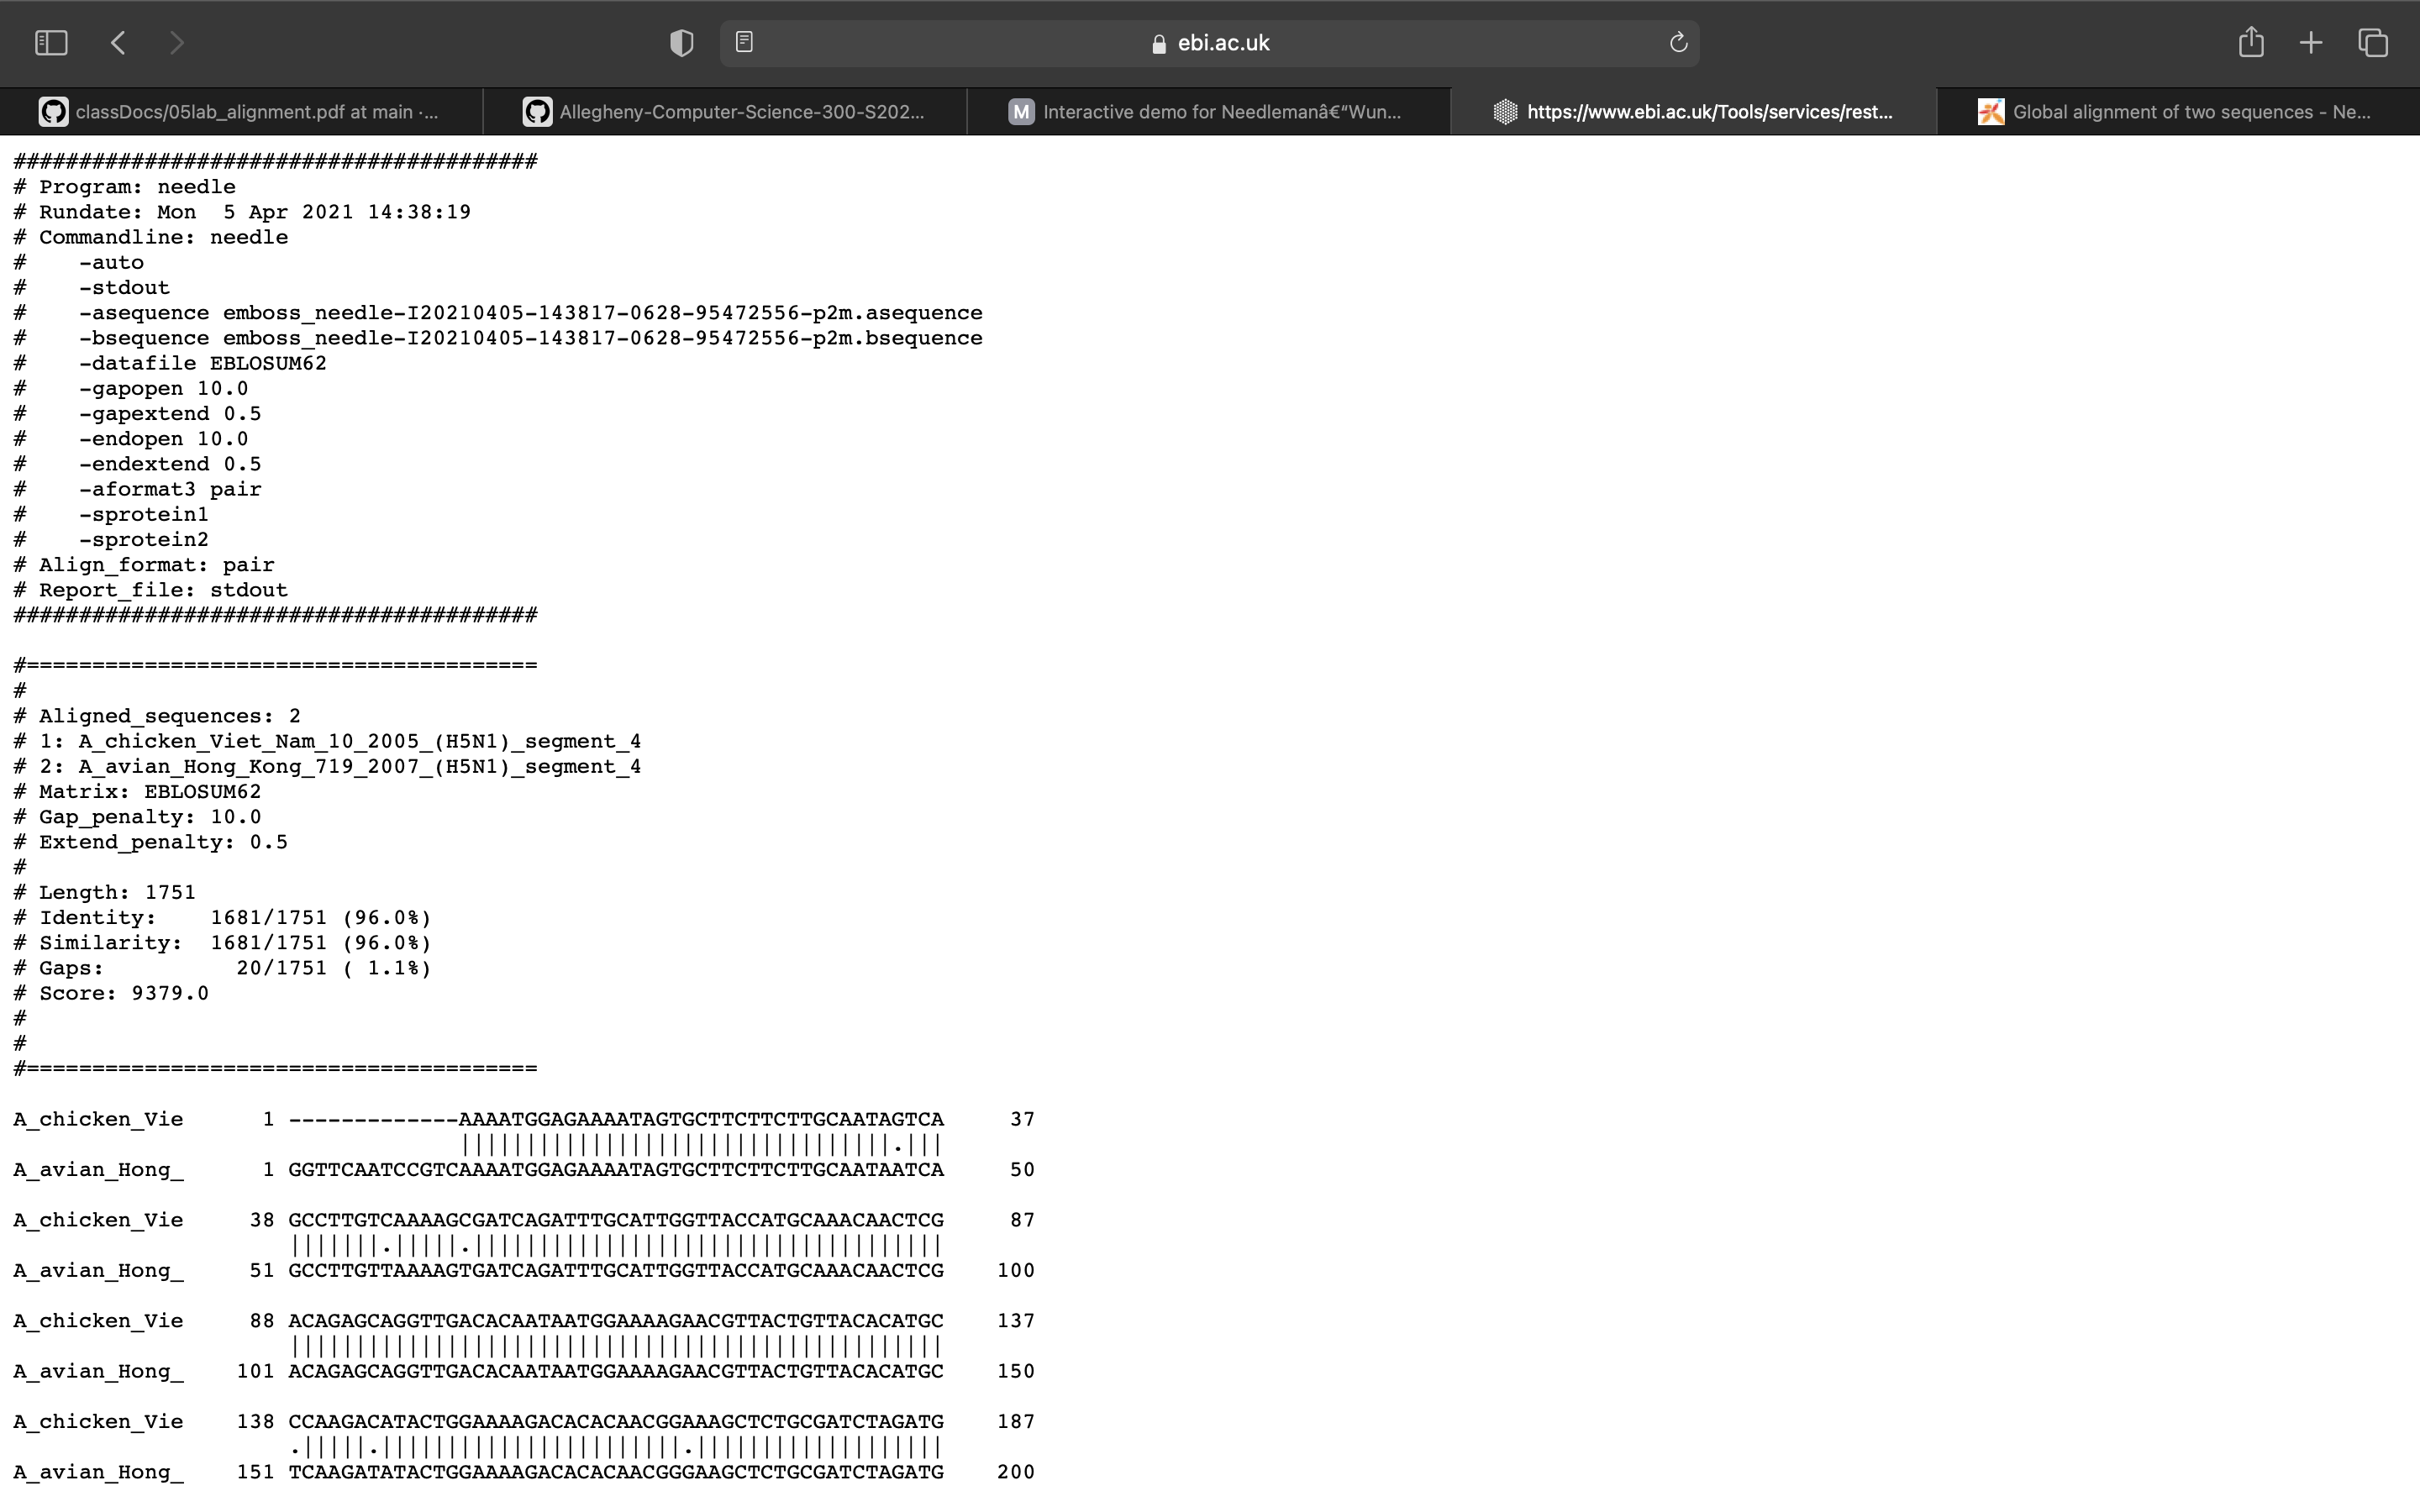 ebi.ac.uk
classDocs/05lab_alignment.pdf at main ·...
Allegheny-Computer-Science-300-S202...
M Interactive demo for Needlemanâ€“Wun...
https://www.ebi.ac.uk/Tools/services/rest...
Global alignment of two sequences - Ne...
########################################
# Program: needle
# Rundate: Mon  5 Apr 2021 14:38:19
# Commandline: needle
#    -auto
#    -stdout
#    -asequence emboss_needle-I20210405-143817-0628-95472556-p2m.asequence
#    -bsequence emboss_needle-I20210405-143817-0628-95472556-p2m.bsequence
#    -datafile EBLOSUM62
#    -gapopen 10.0
#    -gapextend 0.5
#    -endopen 10.0
#    -endextend 0.5
#    -aformat3 pair
#    -sprotein1
#    -sprotein2
# Align_format: pair
# Report_file: stdout
########################################
#=======================================
#
# Aligned_sequences: 2
# 1: A_chicken_Viet_Nam_10_2005_(H5N1)_segment_4
# 2: A_avian_Hong_Kong_719_2007_(H5N1)_segment_4
# Matrix: EBLOSUM62
# Gap_penalty: 10.0
# Extend_penalty: 0.5
#
# Length: 1751
# Identity:    1681/1751 (96.0%)
# Similarity:  1681/1751 (96.0%)
# Gaps:          20/1751 ( 1.1%)
# Score: 9379.0
#
#
#=======================================
A_chicken_Vie      1 -------------AAAATGGAGAAAATAGTGCTTCTTCTTGCAATAGTCA     37
                                  ||||||||||||||||||||||||||||||||.|||
A_avian_Hong_      1 GGTTCAATCCGTCAAAATGGAGAAAATAGTGCTTCTTCTTGCAATAATCA     50
A_chicken_Vie     38 GCCTTGTCAAAAGCGATCAGATTTGCATTGGTTACCATGCAAACAACTCG     87
                     |||||||.|||||.||||||||||||||||||||||||||||||||||||
A_avian_Hong_     51 GCCTTGTTAAAAGTGATCAGATTTGCATTGGTTACCATGCAAACAACTCG    100
A_chicken_Vie     88 ACAGAGCAGGTTGACACAATAATGGAAAAGAACGTTACTGTTACACATGC    137
                     ||||||||||||||||||||||||||||||||||||||||||||||||||
A_avian_Hong_    101 ACAGAGCAGGTTGACACAATAATGGAAAAGAACGTTACTGTTACACATGC    150
A_chicken_Vie    138 CCAAGACATACTGGAAAAGACACACAACGGAAAGCTCTGCGATCTAGATG    187
                     .|||||.|||||||||||||||||||||||.|||||||||||||||||||
A_avian_Hong_    151 TCAAGATATACTGGAAAAGACACACAACGGGAAGCTCTGCGATCTAGATG    200